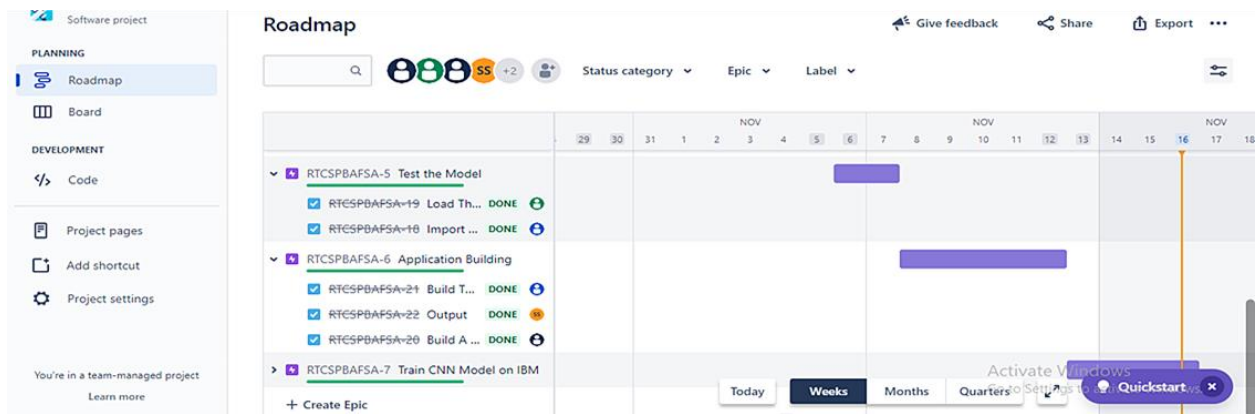 Software project
PLANNING
Roadmap
Board
DEVELOPMENT
Code
Project pages
Add shortcut
Project settings
You're in a team-managed project
Learn more
Roadmap
Give feedback
Share
Export
SS
+2
Status category
Epic
Label
NOV NOV NOV
29 30 31 1 2 3 4 5 6 7 8 9 10 11 12 13 14 15 16 17 18
RTCSPBAFSA-5 Test the Model
RTCSPBAFSA-19 Load Th... DONE
RTCSPBAFSA-18 Import ... DONE
RTCSPBAFSA-6 Application Building
RTCSPBAFSA-21 Build T... DONE
RTCSPBAFSA-22 Output DONE SS
RTCSPBAFSA-20 Build A ... DONE
RTCSPBAFSA-7 Train CNN Model on IBM
+ Create Epic
Today
Weeks
Months
Quarters
Activate Windows
Go to Settings to
Quickstart